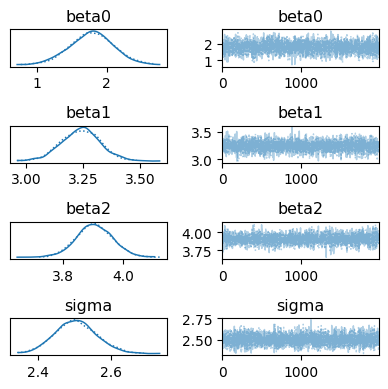 beta0 beta0
2
1
1 2 0 1000
beta1 beta1
3.5
3.0
3.00 3.25 3.50 0 1000
beta2 beta2
4.00
3.75
3.8 4.0 0 1000
sigma sigma
2.75
2.50
2.4 2.6 0 1000